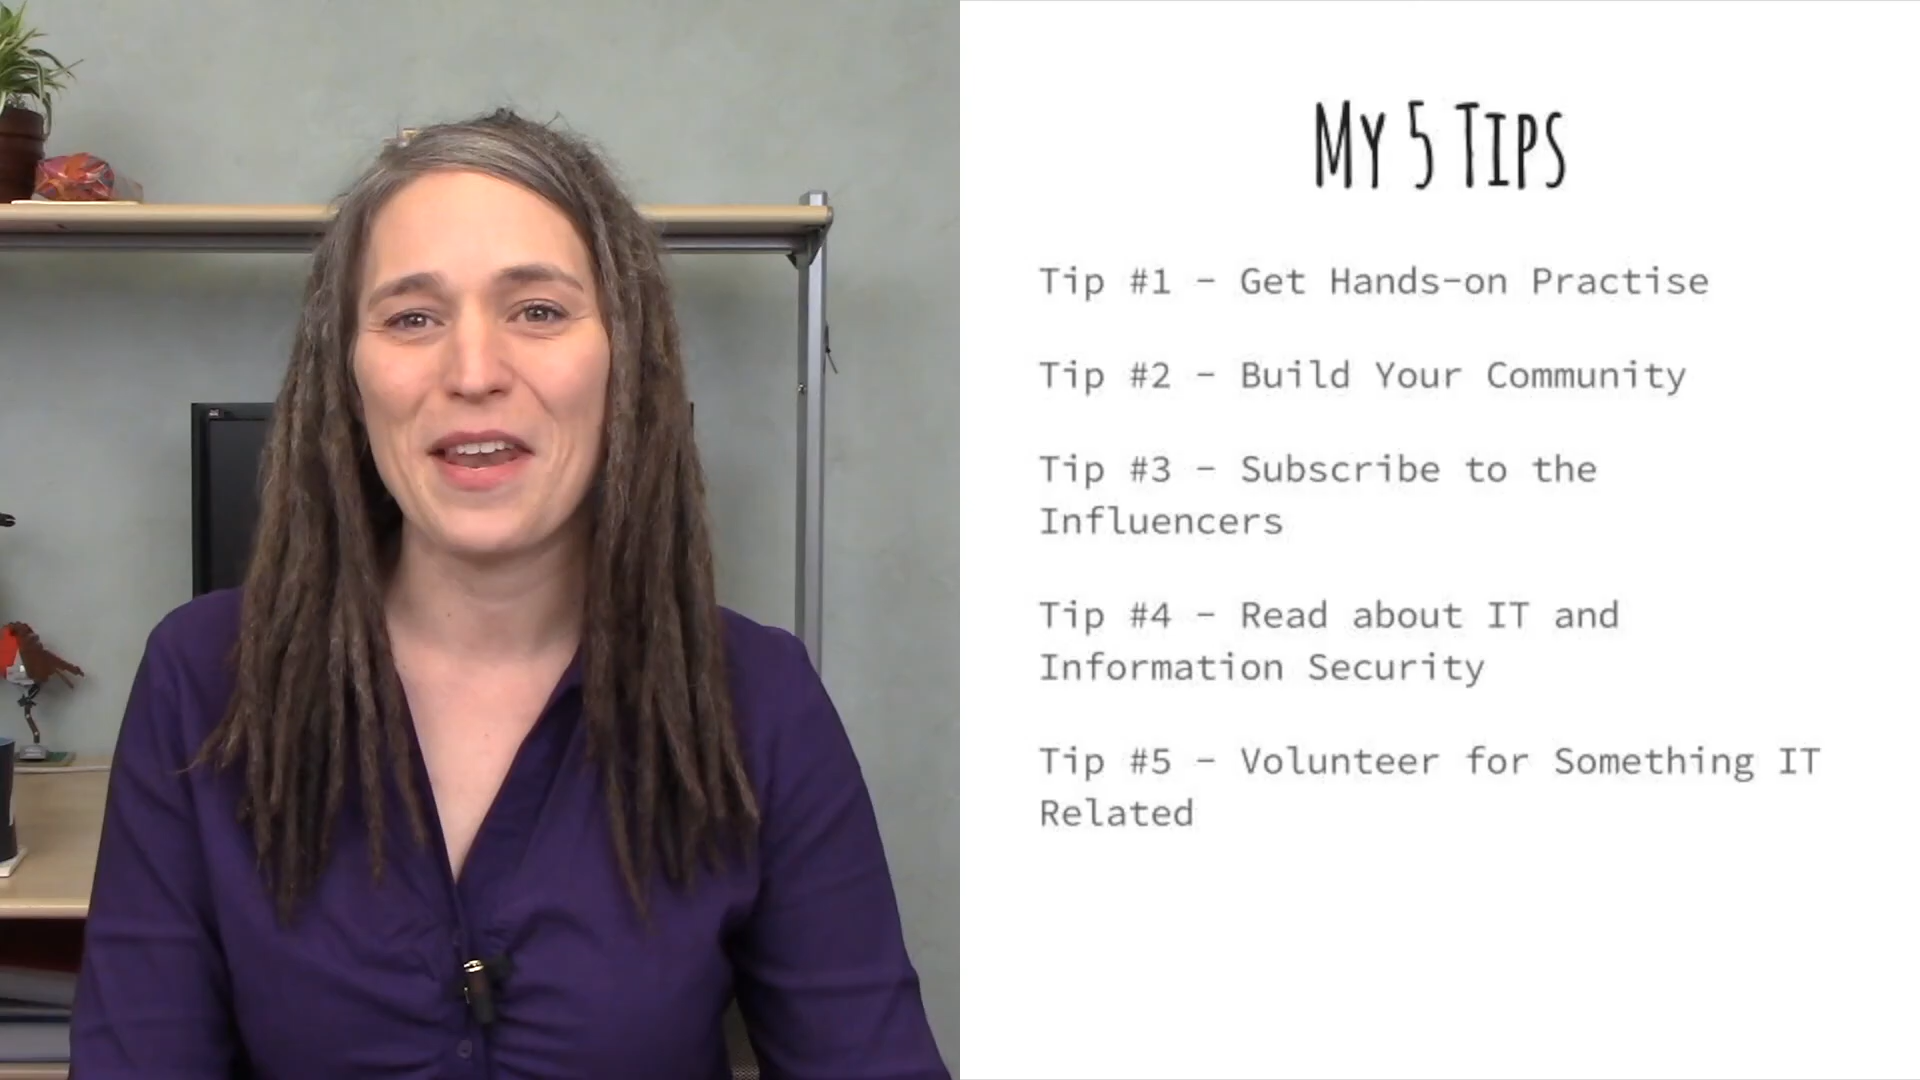 My 5 Tips
Tip #1 - Get Hands-on Practise
Tip #2 - Build Your Community
Tip #3 - Subscribe to the
Influencers
Tip #4 - Read about IT and
Information Security
Tip #5 - Volunteer for Something IT
Related